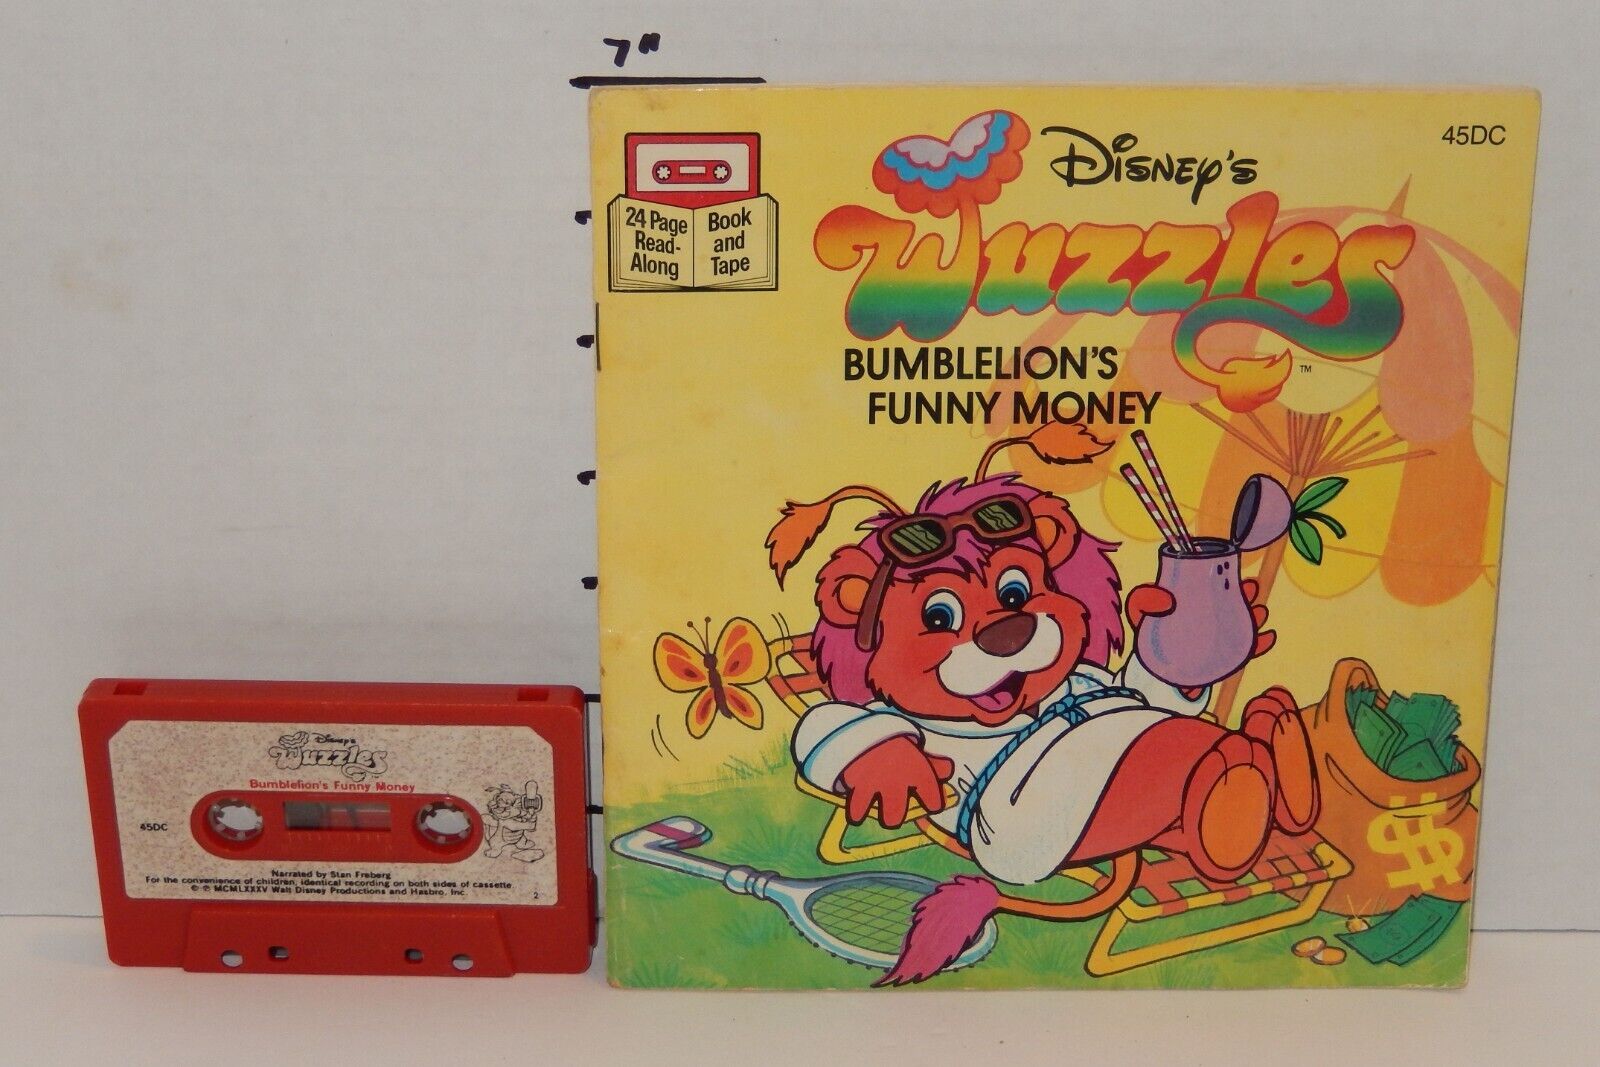 7"
24 Page
Read-
Along
Book
and
Tape
Disney's
45DC
Wuzzles
TM
BUMBLELION'S
FUNNY MONEY
$
Disney's
Wuzzles
Bumblelion's Funny Money
45DC
Narrated by Stan Freberg
For the convenience of children, identical recording on both sides of cassette.
© ℗ MCMLXXXV Walt Disney Productions and Hasbro, Inc.
2